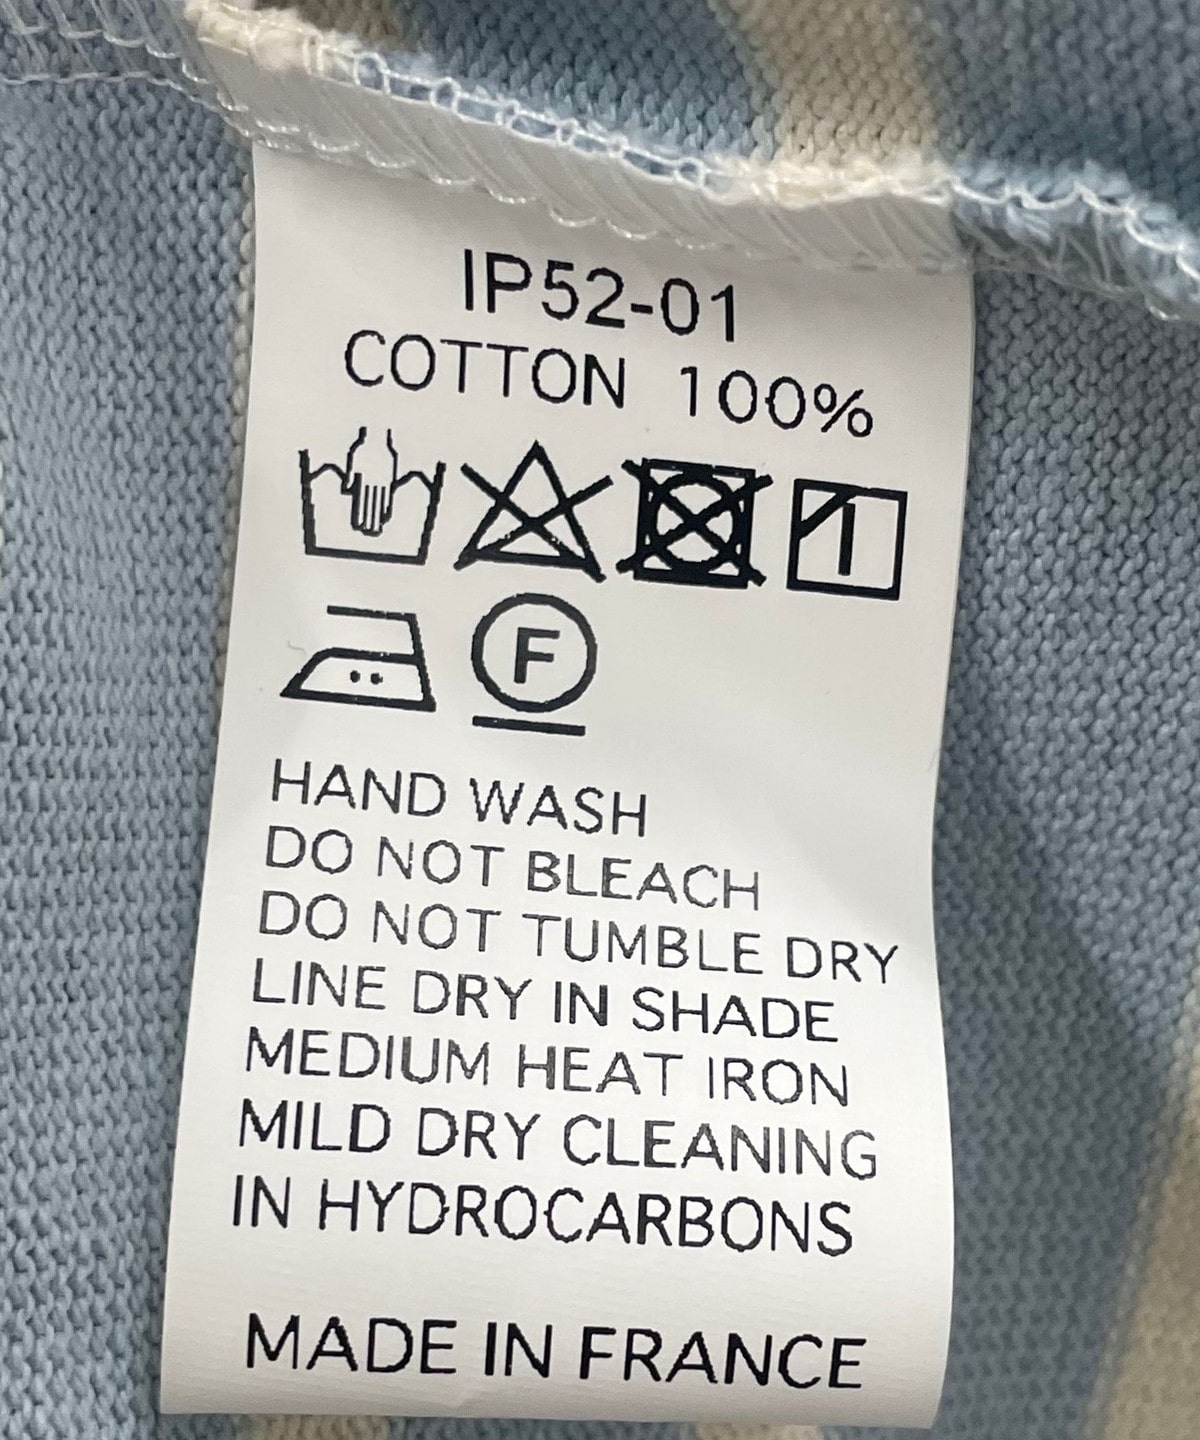 IP52-01
COTTON 100%
F
HAND WASH
DO NOT BLEACH
DO NOT TUMBLE DRY
LINE DRY IN SHADE
MEDIUM HEAT IRON
MILD DRY CLEANING
IN HYDROCARBONS
MADE IN FRANCE